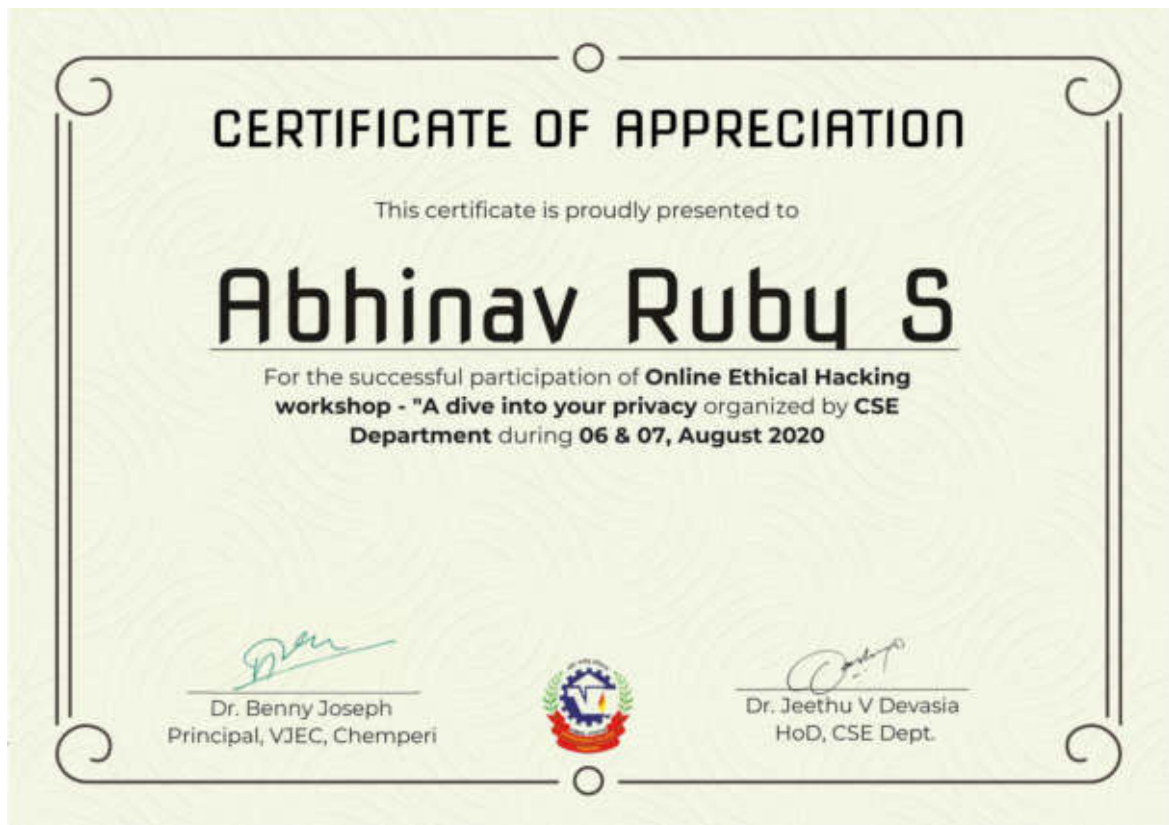 CERTIFICATE OF APPRECIATION
This certificate is proudly presented to
Abhinav Ruby S
For the successful participation of Online Ethical Hacking
workshop - "A dive into your privacy organized by CSE
Department during 06 & 07, August 2020
Dr. Benny Joseph
Principal, VJEC, Chemperi
Dr. Jeethu V Devasia
HoD, CSE Dept.